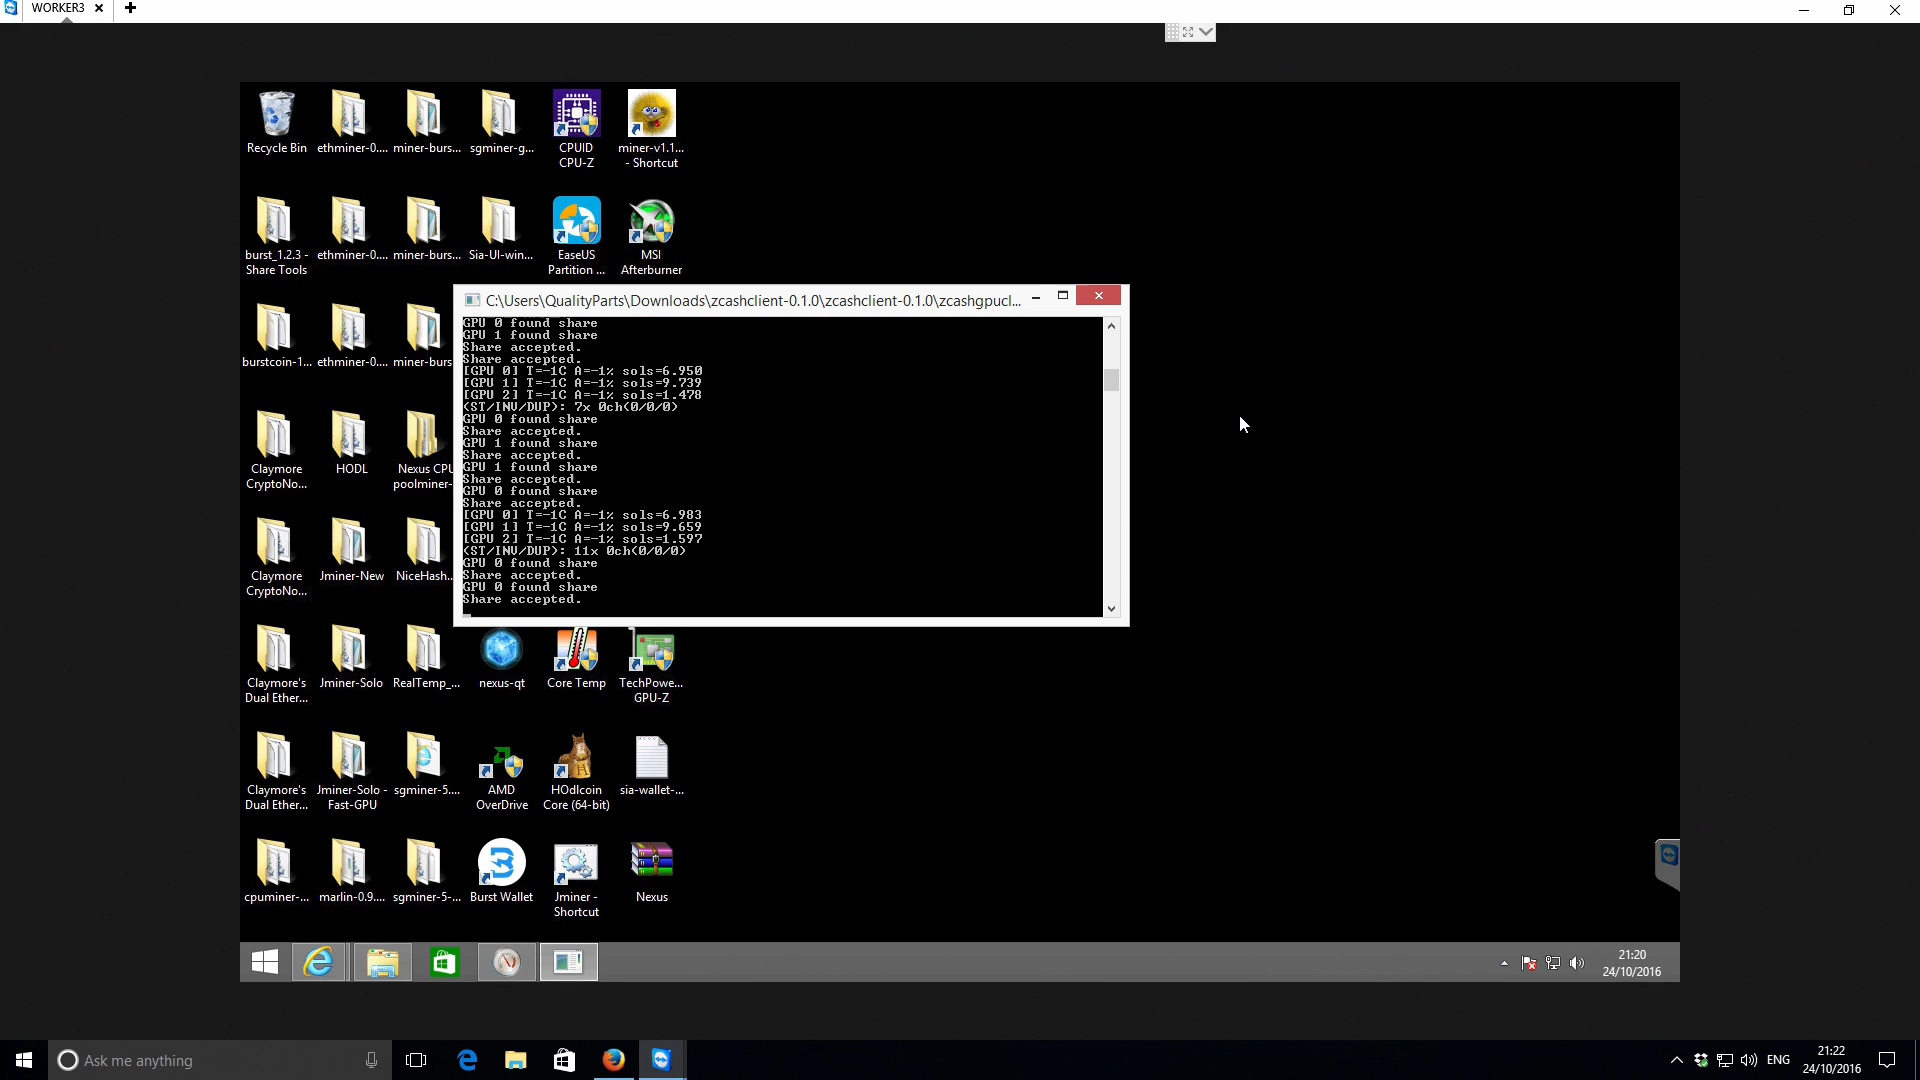 WORKER3
Recycle Bin
ethminer-0....
miner-burs...
sgminer-g...
CPUID
CPU-Z
miner-v1.1...
- Shortcut
burst_1.2.3 -
Share Tools
ethminer-0....
miner-burs...
Sia-UI-win...
EaseUS
Partition ...
MSI
Afterburner
C:\Users\QualityParts\Downloads\zcashclient-0.1.0\zcashclient-0.1.0\zcashgpucl...
GPU 0 found share
GPU 1 found share
Share accepted.
Share accepted.
[GPU 0] T=-1C A=-1% sols=6.950
[GPU 1] T=-1C A=-1% sols=9.739
[GPU 2] T=-1C A=-1% sols=1.478
(ST/INV/DUP): 7x 0ch(0/0/0)
GPU 0 found share
Share accepted.
GPU 1 found share
Share accepted.
GPU 1 found share
Share accepted.
GPU 0 found share
Share accepted.
[GPU 0] T=-1C A=-1% sols=6.983
[GPU 1] T=-1C A=-1% sols=9.659
[GPU 2] T=-1C A=-1% sols=1.597
(ST/INV/DUP): 11x 0ch(0/0/0)
GPU 0 found share
Share accepted.
GPU 0 found share
Share accepted.
burstcoin-1...
ethminer-0....
miner-burs
Claymore
CryptoNo...
HODL
Nexus CPU
poolminer-
Claymore
CryptoNo...
Jminer-New
NiceHash..
Claymore's
Dual Ether...
Jminer-Solo
RealTemp_...
nexus-qt
Core Temp
TechPowe...
GPU-Z
Claymore's
Dual Ether...
Jminer-Solo -
Fast-GPU
sgminer-5....
AMD
OverDrive
HOdlcoin
Core (64-bit)
sia-wallet-...
cpuminer-...
marlin-0.9....
sgminer-5-...
Burst Wallet
Jminer -
Shortcut
Nexus
21:20
24/10/2016
Ask me anything
ENG
21:22
24/10/2016